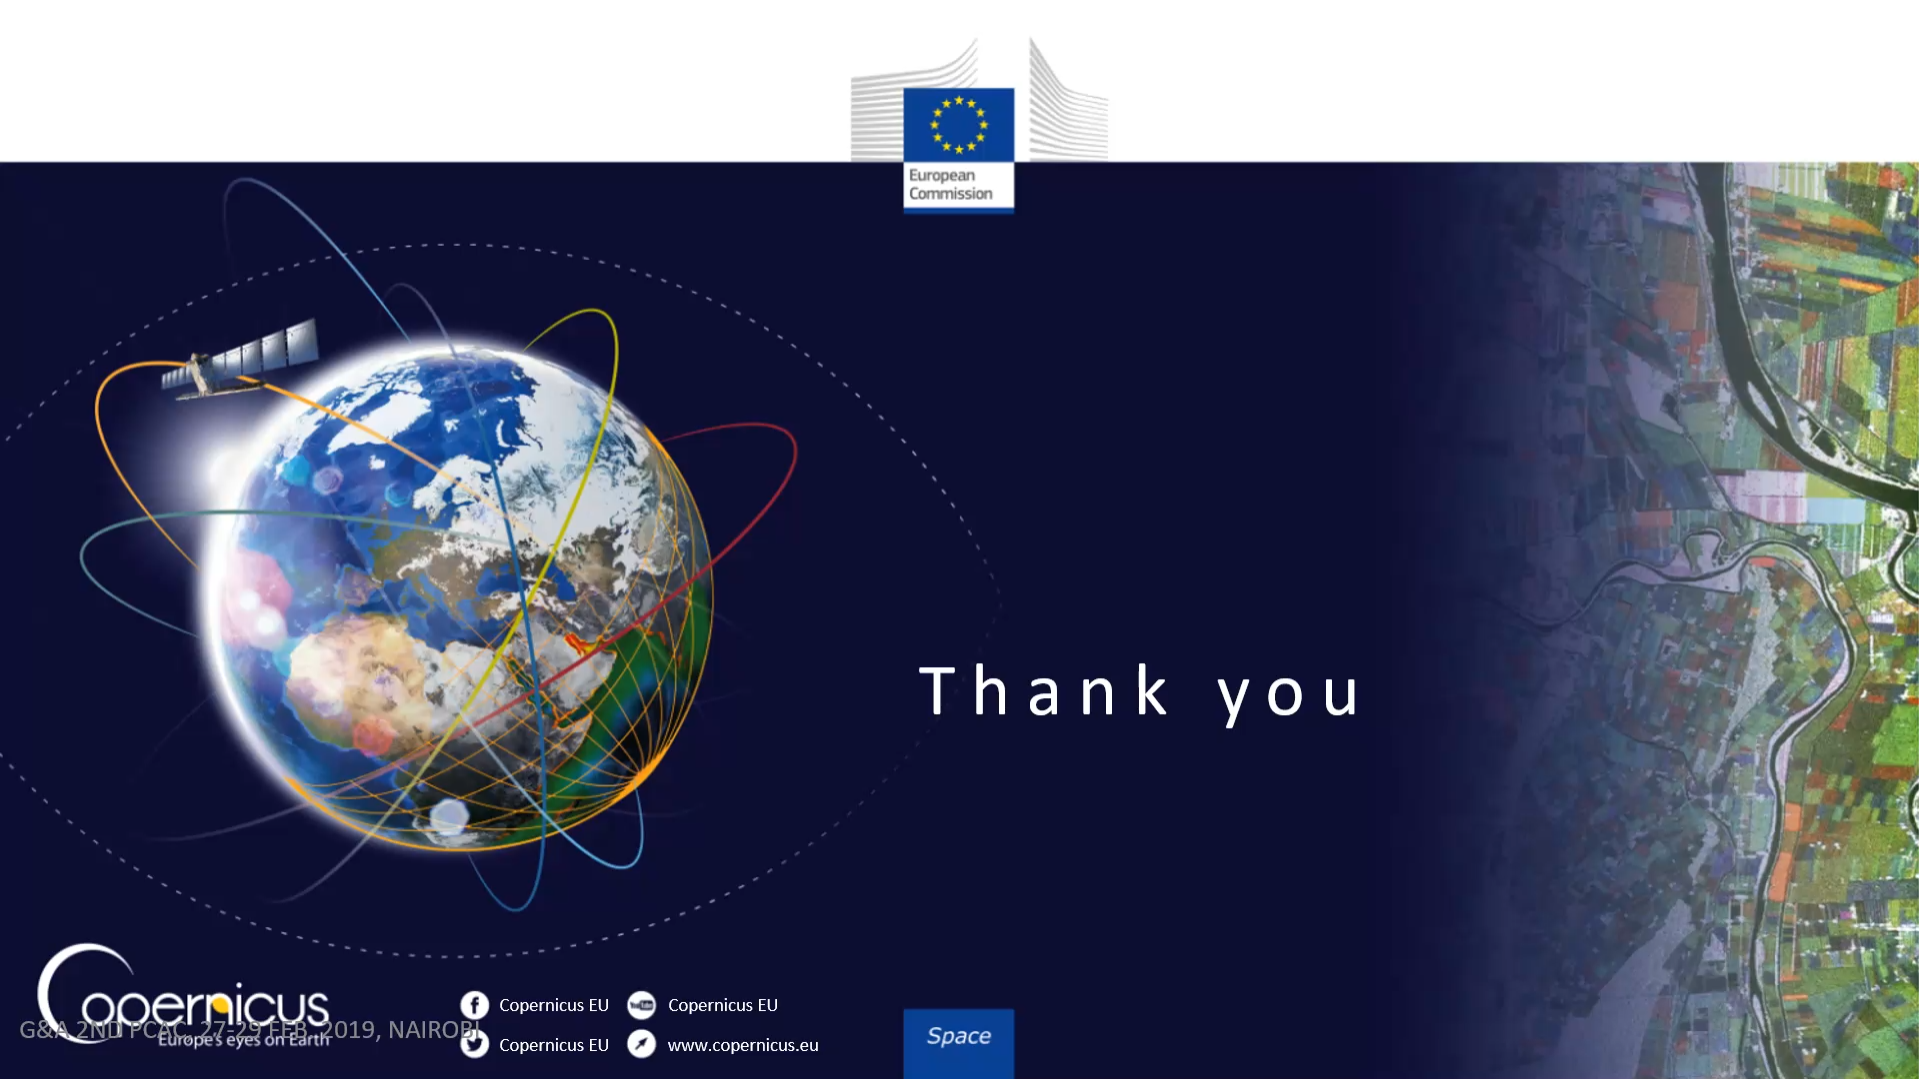 European
Commission
Thank you
Copernicus
Europe's eyes on Earth
G&A 2ND PCAC, 27-29 FEB, 2019, NAIROBI
Copernicus EU
YouTube
Copernicus EU
Copernicus EU
www.copernicus.eu
Space